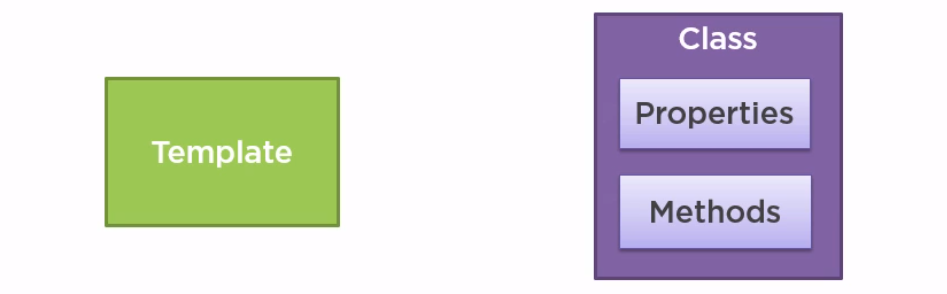 Template
Class
Properties
Methods